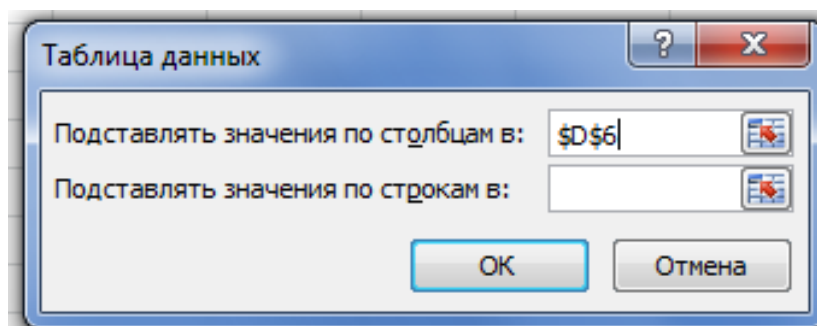 Таблица данных
?
Подставлять значения по столбцам в: $D$6
Подставлять значения по строкам в:
ОК Отмена